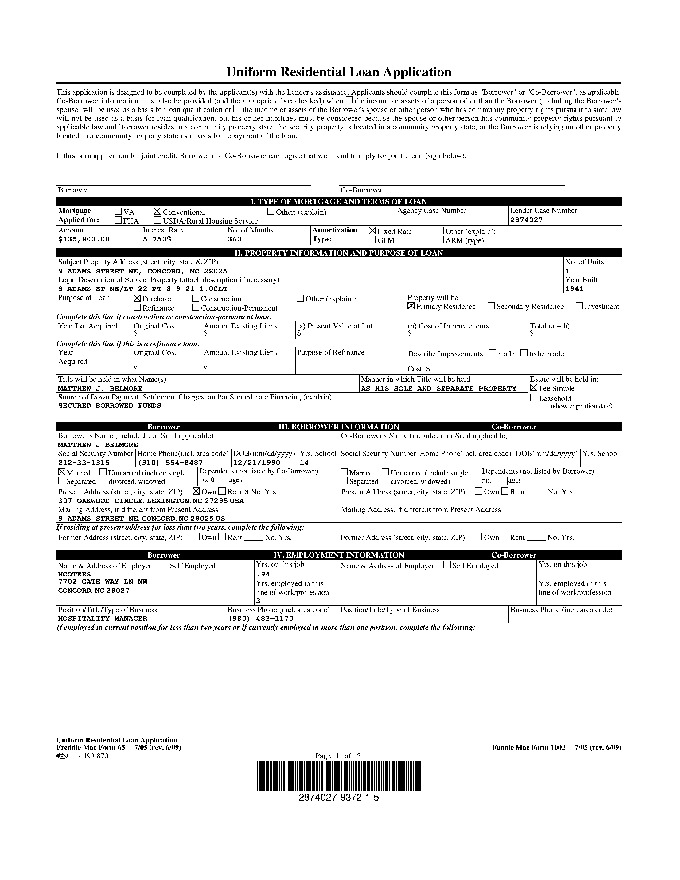 Uniform Residential Loan Application
This application is designed to be completed by the applicant(s) with the Lender's assistance. Applicants should complete this form as "Borrower" or "Co-Borrower", as applicable.
Co-Borrower information must also be provided (and the appropriate box checked) when the income or assets of a person other than the Borrower (including the Borrower's
spouse) will be used as a basis for loan qualification or the income or assets of the Borrower's spouse or other person who has community property rights pursuant to state law
will not be used as a basis for loan qualification, but his or her liabilities must be considered because the spouse or other person has community property rights pursuant to
applicable law and Borrower resides in a community property state, the security property is located in a community property state, or the Borrower is relying on other property
located in a community property state as a basis for repayment of the loan.
If this is an application for joint credit, Borrower and Co-Borrower each agree that we intend to apply for joint credit (sign below):
Borrower Co-Borrower
I. TYPE OF MORTGAGE AND TERMS OF LOAN
Mortgage VA Conventional Other (explain) Agency Case Number Lender Case Number
Applied for: FHA USDA/Rural Housing Service 2974027
Amount Interest Rate No. of Months Amortization Fixed Rate Other (explain):
$ 360 Type: GPM ARM (type):
II. PROPERTY INFORMATION AND PURPOSE OF LOAN
Subject Property Address (street, city, state & ZIP) No. of Units
9 ADAMS STREET NE, CONCORD, NC 28025 1
Legal Description of Subject Property (attach description if necessary) Year Built
9 ADAMS ST NE/LT 22 PT 1941
Purpose of Loan Purchase Construction Other (explain): Property will be:
Refinance Construction-Permanent Primary Residence Secondary Residence Investment
Complete this line if construction or construction-permanent loan.
Year Lot Acquired Original Cost Amount Existing Liens (a) Present Value of Lot (b) Cost of Improvements Total (a + b)
$ $ $ $
Complete this line if this is a refinance loan.
Year Original Cost Amount Existing Liens Purpose of Refinance Describe Improvements made to be made
Acquired Cost: $
Title will be held in what Name(s) Manner in which Title will be held Estate will be held in:
MATTHEW J. BELMORE AS HIS SOLE AND SEPARATE PROPERTY Fee Simple
Source of Down Payment, Settlement Charges, and/or Subordinate Financing (explain) Leasehold
SECURED BORROWED FUNDS (show expiration date)
Borrower III. BORROWER INFORMATION Co-Borrower
Borrower's Name (include Jr. or Sr. if applicable) Co-Borrower's Name (include Jr. or Sr. if applicable)
MATTHEW J. BELMORE
Social Security Number Home Phone (incl. area code) DOB (mm/dd/yyyy) Yrs. School Social Security Number Home Phone (incl. area code) DOB (mm/dd/yyyy) Yrs. School
212-33-1315 (310) 554-8487 12/21/1990 14
Married Unmarried (include single, Dependents (not listed by Co-Borrower) Married Unmarried (include single, Dependents (not listed by Borrower)
Separated divorced, widowed) no. 0 ages Separated divorced, widowed) no. ages
Present Address (street, city, state, ZIP) Own Rent No. Yrs. Present Address (street, city, state, ZIP) Own Rent No. Yrs.
CIRCLE, LEXINGTON, NC 27295 USA
Mailing Address, if different from Present Address Mailing Address, if different from Present Address
9 ADAMS STREET NE, CONCORD, NC 28025 US
If residing at present address for less than two years, complete the following:
Former Address (street, city, state, ZIP) Own Rent No. Yrs. Former Address (street, city, state, ZIP) Own Rent No. Yrs.
Borrower IV. EMPLOYMENT INFORMATION Co-Borrower
Name & Address of Employer Self Employed Yrs. on this job Name & Address of Employer Self Employed Yrs. on this job
HOOTERS
7702 GATE WAY LN NW Yrs. employed in this Yrs. employed in this
CONCORD, NC 28027 line of work/profession line of work/profession
3
Position/Title/Type of Business Business Phone (incl. area code) Position/Title/Type of Business Business Phone (incl. area code)
HOSPITALITY MANAGER (980) 483-1170
If employed in current position for less than two years or if currently employed in more than one position, complete the following:
Uniform Residential Loan Application
Freddie Mac Form 65 7/05 (rev. 6/09) Fannie Mae Form 1003 7/05 (rev. 6/09)
Page 1 of
2974027 9372 1 5